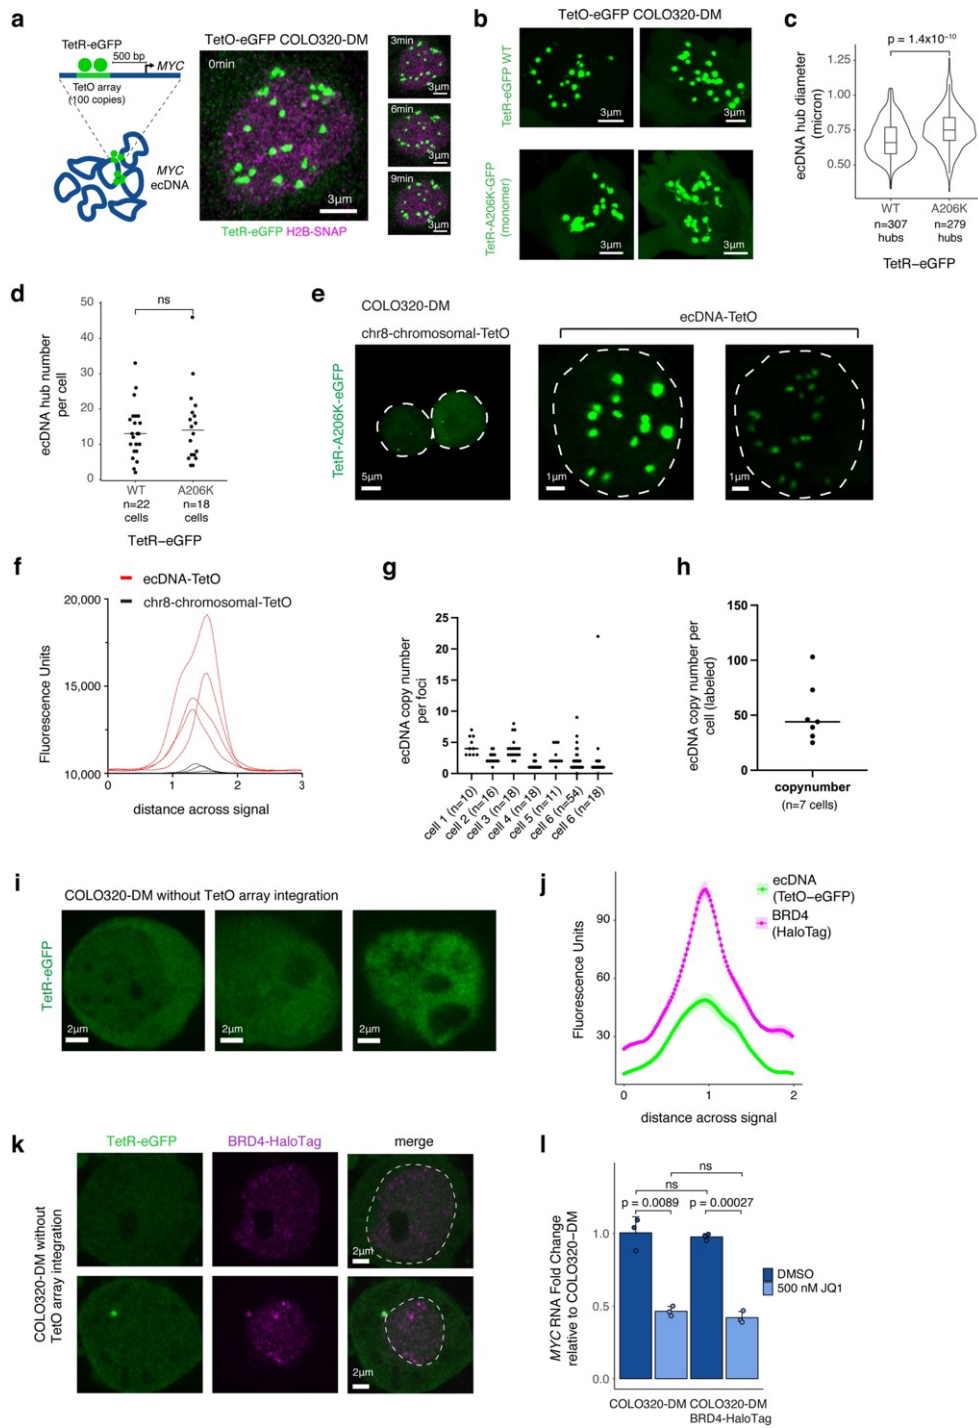 a
TetR-eGFP
500 bp
MYC
TetO array
(100 copies)
MYC
ecDNA
TetO-eGFP COLO320-DM
0min
3μm
TetR-eGFP H2B-SNAP
3min
3μm
6min
3μm
9min
3μm
b
TetO-eGFP COLO320-DM
TetR-eGFP WT
3μm
3μm
TetR-A206K-GFP
(monomer)
3μm
3μm
c
p = 1.4x10⁻¹⁰
ecDNA hub diameter
(micron)
1.25
1.00
0.75
0.50
WT
n=307
hubs
A206K
n=279
hubs
TetR−eGFP
d
ns
ecDNA hub number
per cell
50
40
30
20
10
0
WT
n=22
cells
A206K
n=18
cells
TetR−eGFP
e
COLO320-DM
chr8-chromosomal-TetO
ecDNA-TetO
TetR-A206K-eGFP
5μm
1μm
1μm
f
ecDNA-TetO
chr8-chromosomal-TetO
Fluorescence Units
20,000
15,000
10,000
0
1
2
3
distance across signal
g
ecDNA copy number
per foci
25
20
15
10
5
0
cell 1 (n=10)
cell 2 (n=16)
cell 3 (n=18)
cell 4 (n=18)
cell 5 (n=11)
cell 6 (n=54)
cell 6 (n=18)
h
ecDNA copy number per
cell (labeled)
150
100
50
0
copynumber
(n=7 cells)
i
COLO320-DM without TetO array integration
TetR-eGFP
2μm
2μm
2μm
j
ecDNA
(TetO−eGFP)
BRD4
(HaloTag)
Fluorescence Units
90
60
30
0
1
2
distance across signal
k
TetR-eGFP
BRD4-HaloTag
merge
COLO320-DM without
TetO array integration
2μm
2μm
l
ns
ns
p = 0.0089
p = 0.00027
MYC RNA Fold Change
relative to COLO320−DM
1.0
0.5
0.0
DMSO
500 nM JQ1
COLO320-DM
COLO320-DM
BRD4-HaloTag